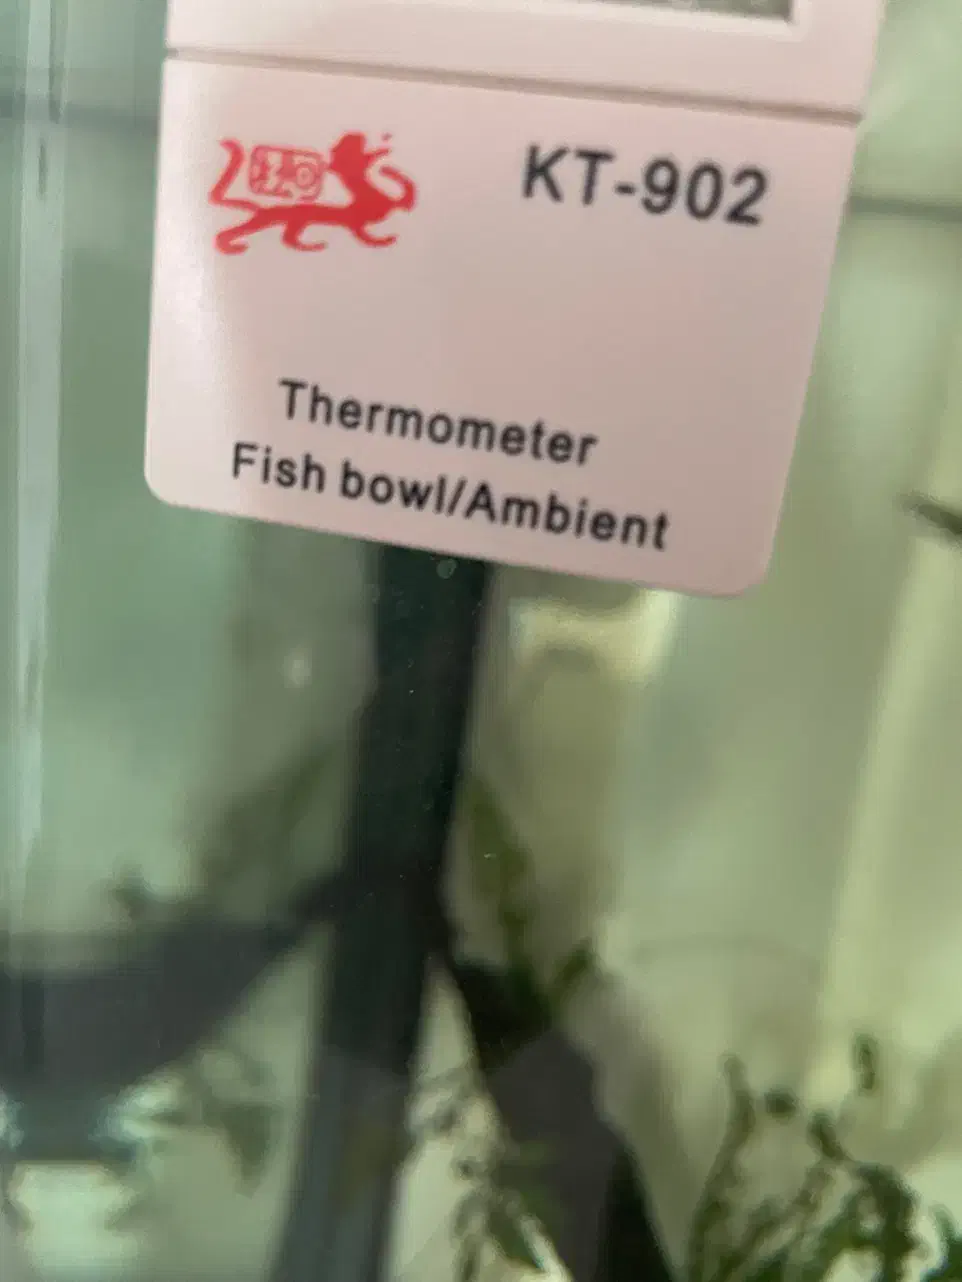 KT-902
Thermometer
Fish bowl/Ambient